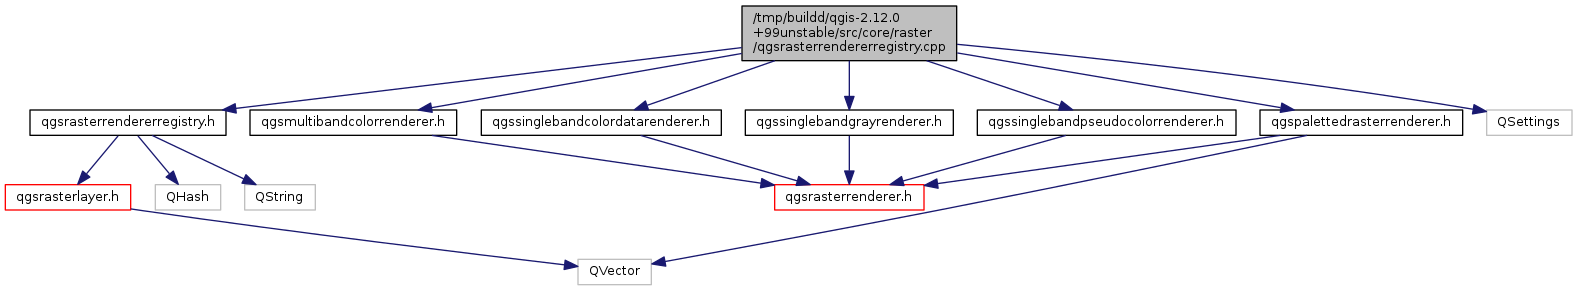 /tmp/buildd/qgis-2.12.0
+99unstable/src/core/raster
/qgsrasterrendererregistry.cpp
qgsrasterrendererregistry.h
qgsmultibandcolorrenderer.h
qgssinglebandcolordatarenderer.h
qgssinglebandgrayrenderer.h
qgssinglebandpseudocolorrenderer.h
qgspalettedrasterrenderer.h
QSettings
qgsrasterlayer.h
QHash
QString
qgsrasterrenderer.h
QVector